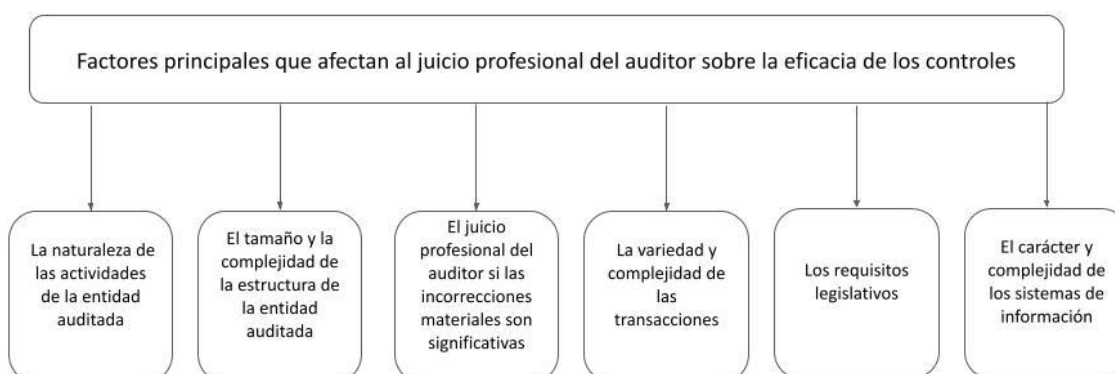 Factores principales que afectan al juicio profesional del auditor sobre la eficacia de los controles
La naturaleza de
las actividades
de la entidad
auditada
El tamaño y la
complejidad de
la estructura de
la entidad
auditada
El juicio
profesional del
auditor si las
incorrecciones
materiales son
significativas
La variedad y
complejidad de
las
transacciones
Los requisitos
legislativos
El carácter y
complejidad de
los sistemas de
información